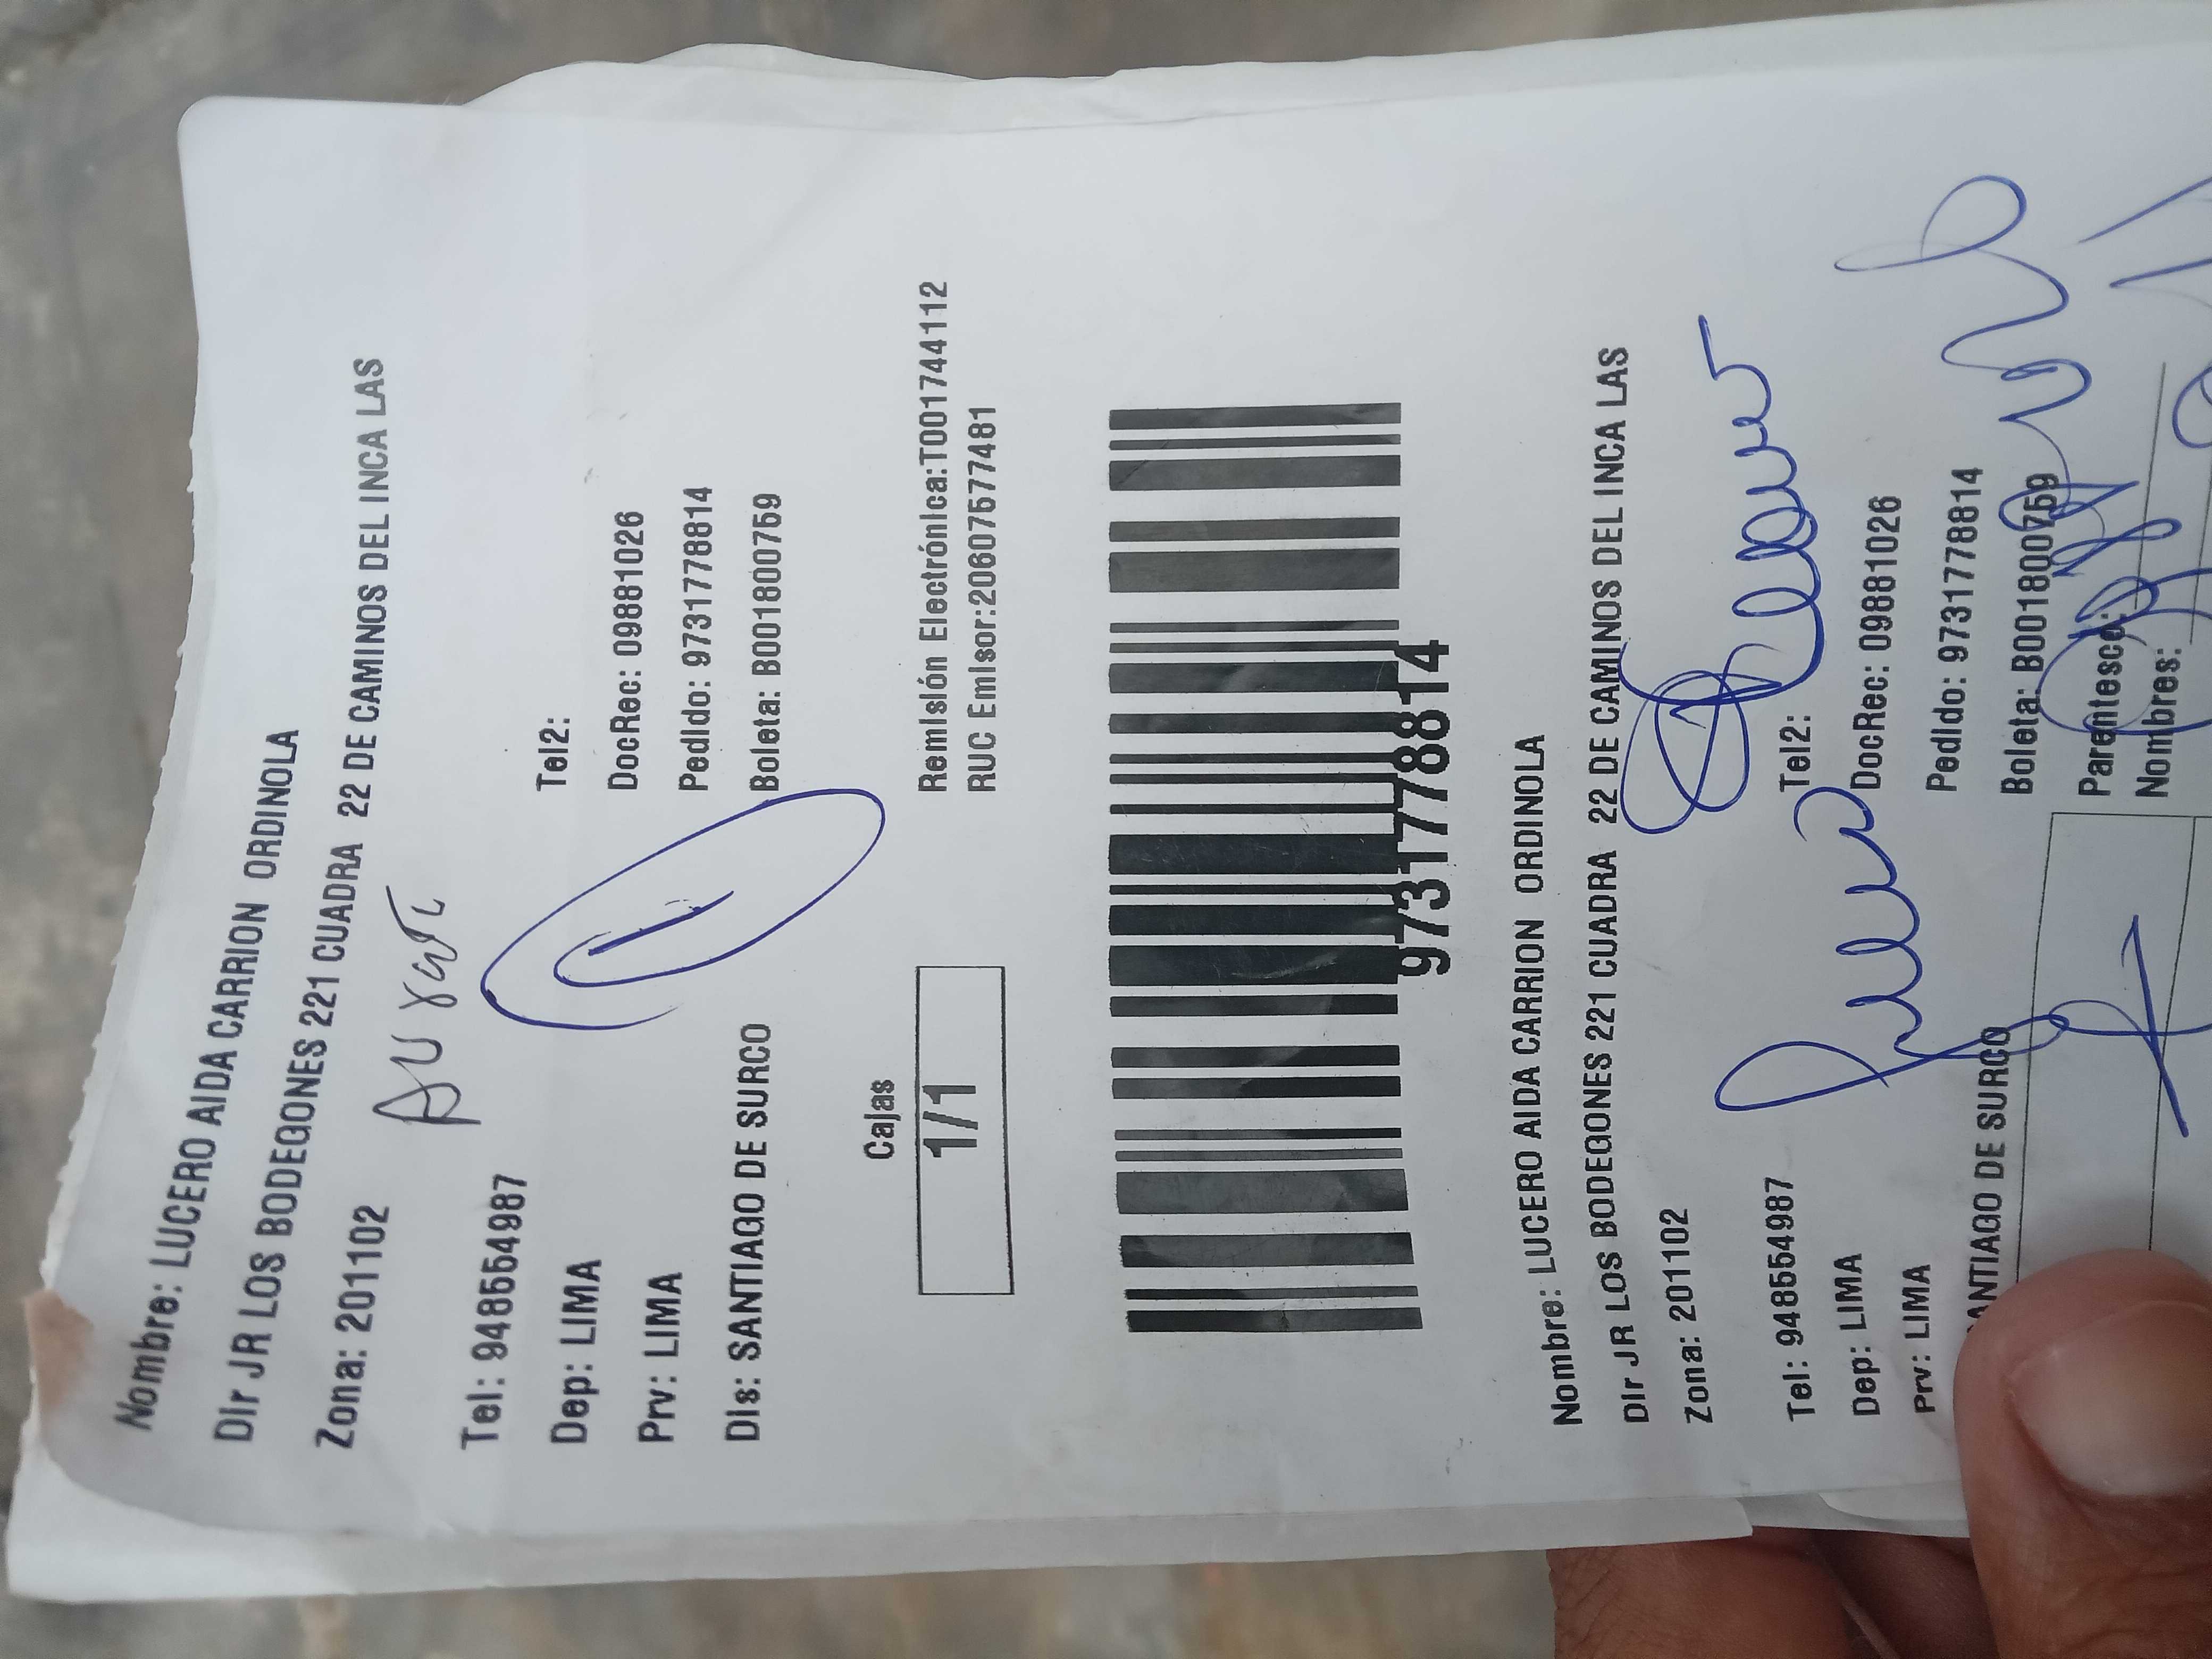 Nombre: LUCERO AIDA CARRION ORDINOLA
DIr JR LOS BODEGONES 221 CUADRA 22 DE CAMINOS DEL INCA LAS
Zona: 201102
Tel: 948554987
Tel2:
Dep: LIMA
DocRec: 09881026
Prv: LIMA
Pedido: 9731778814
Dis: SANTIAGO DE SURCO
Boleta: B001800759
Cajas
1/1
Remisión Electrónica:T001744112
RUC Emisor:20607577481
9731778814
Nombre: LUCERO AIDA CARRION ORDINOLA
DIr JR LOS BODEGONES 221 CUADRA 22 DE CAMINOS DEL INCA LAS
Zona: 201102
Tel: 948554987
Tel2:
Dep: LIMA
DocRec: 09881026
Prv: LIMA
Pedido: 9731778814
ANTIAGO DE SURCO
Boleta: B001800759
Parentesco:
Nombres: